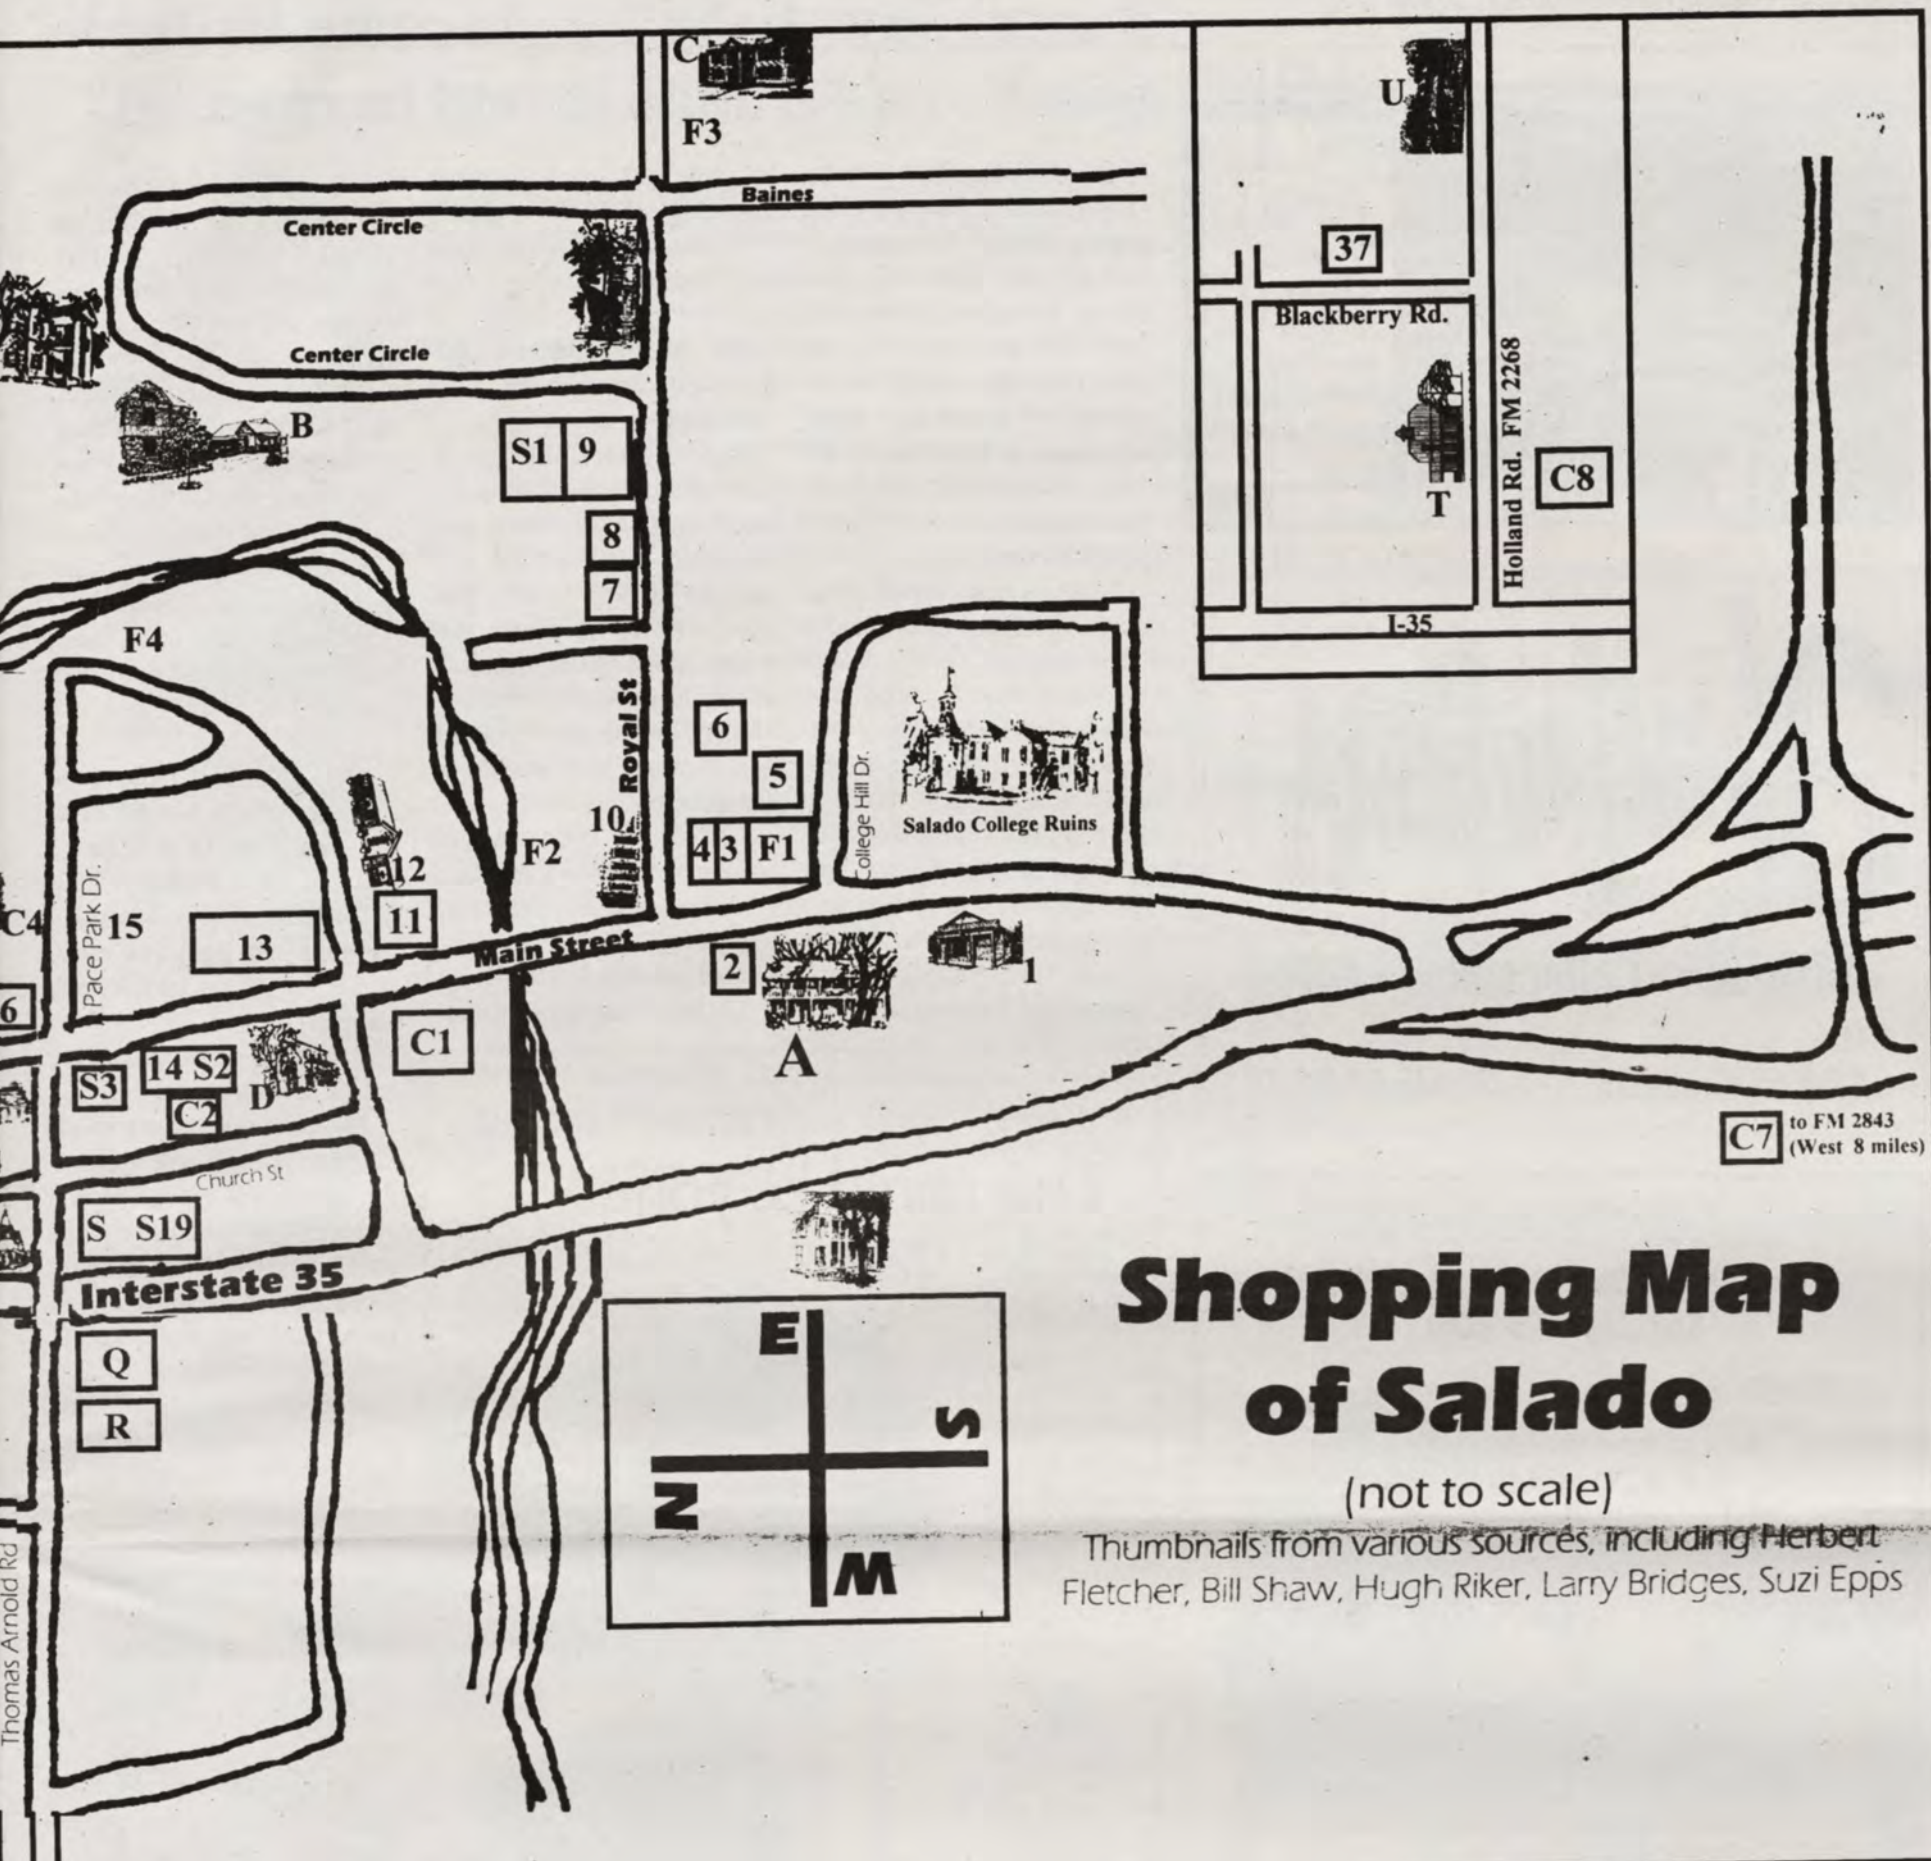 C
F3
U
Baines
Center Circle
37
Blackberry Rd.
Center Circle
B
S1 9
Holland Rd. FM 2268
C8
T
8
7
I-35
F4
Royal St
6
5
College Hill Dr.
Salado College Ruins
10
4 3 F1
F2
12
11
C4
Pace Park Dr.
15
13
Main Street
2
1
A
6
C1
14 S2
S3
D
C2
C7
to FM 2843
(West 8 miles)
Church St
S S19
Interstate 35
Q
R
E
S
N
W
Shopping Map
of Salado
(not to scale)
Thumbnails from various sources, including Herbert
Fletcher, Bill Shaw, Hugh Riker, Larry Bridges, Suzi Epps
Thomas Arnold Rd